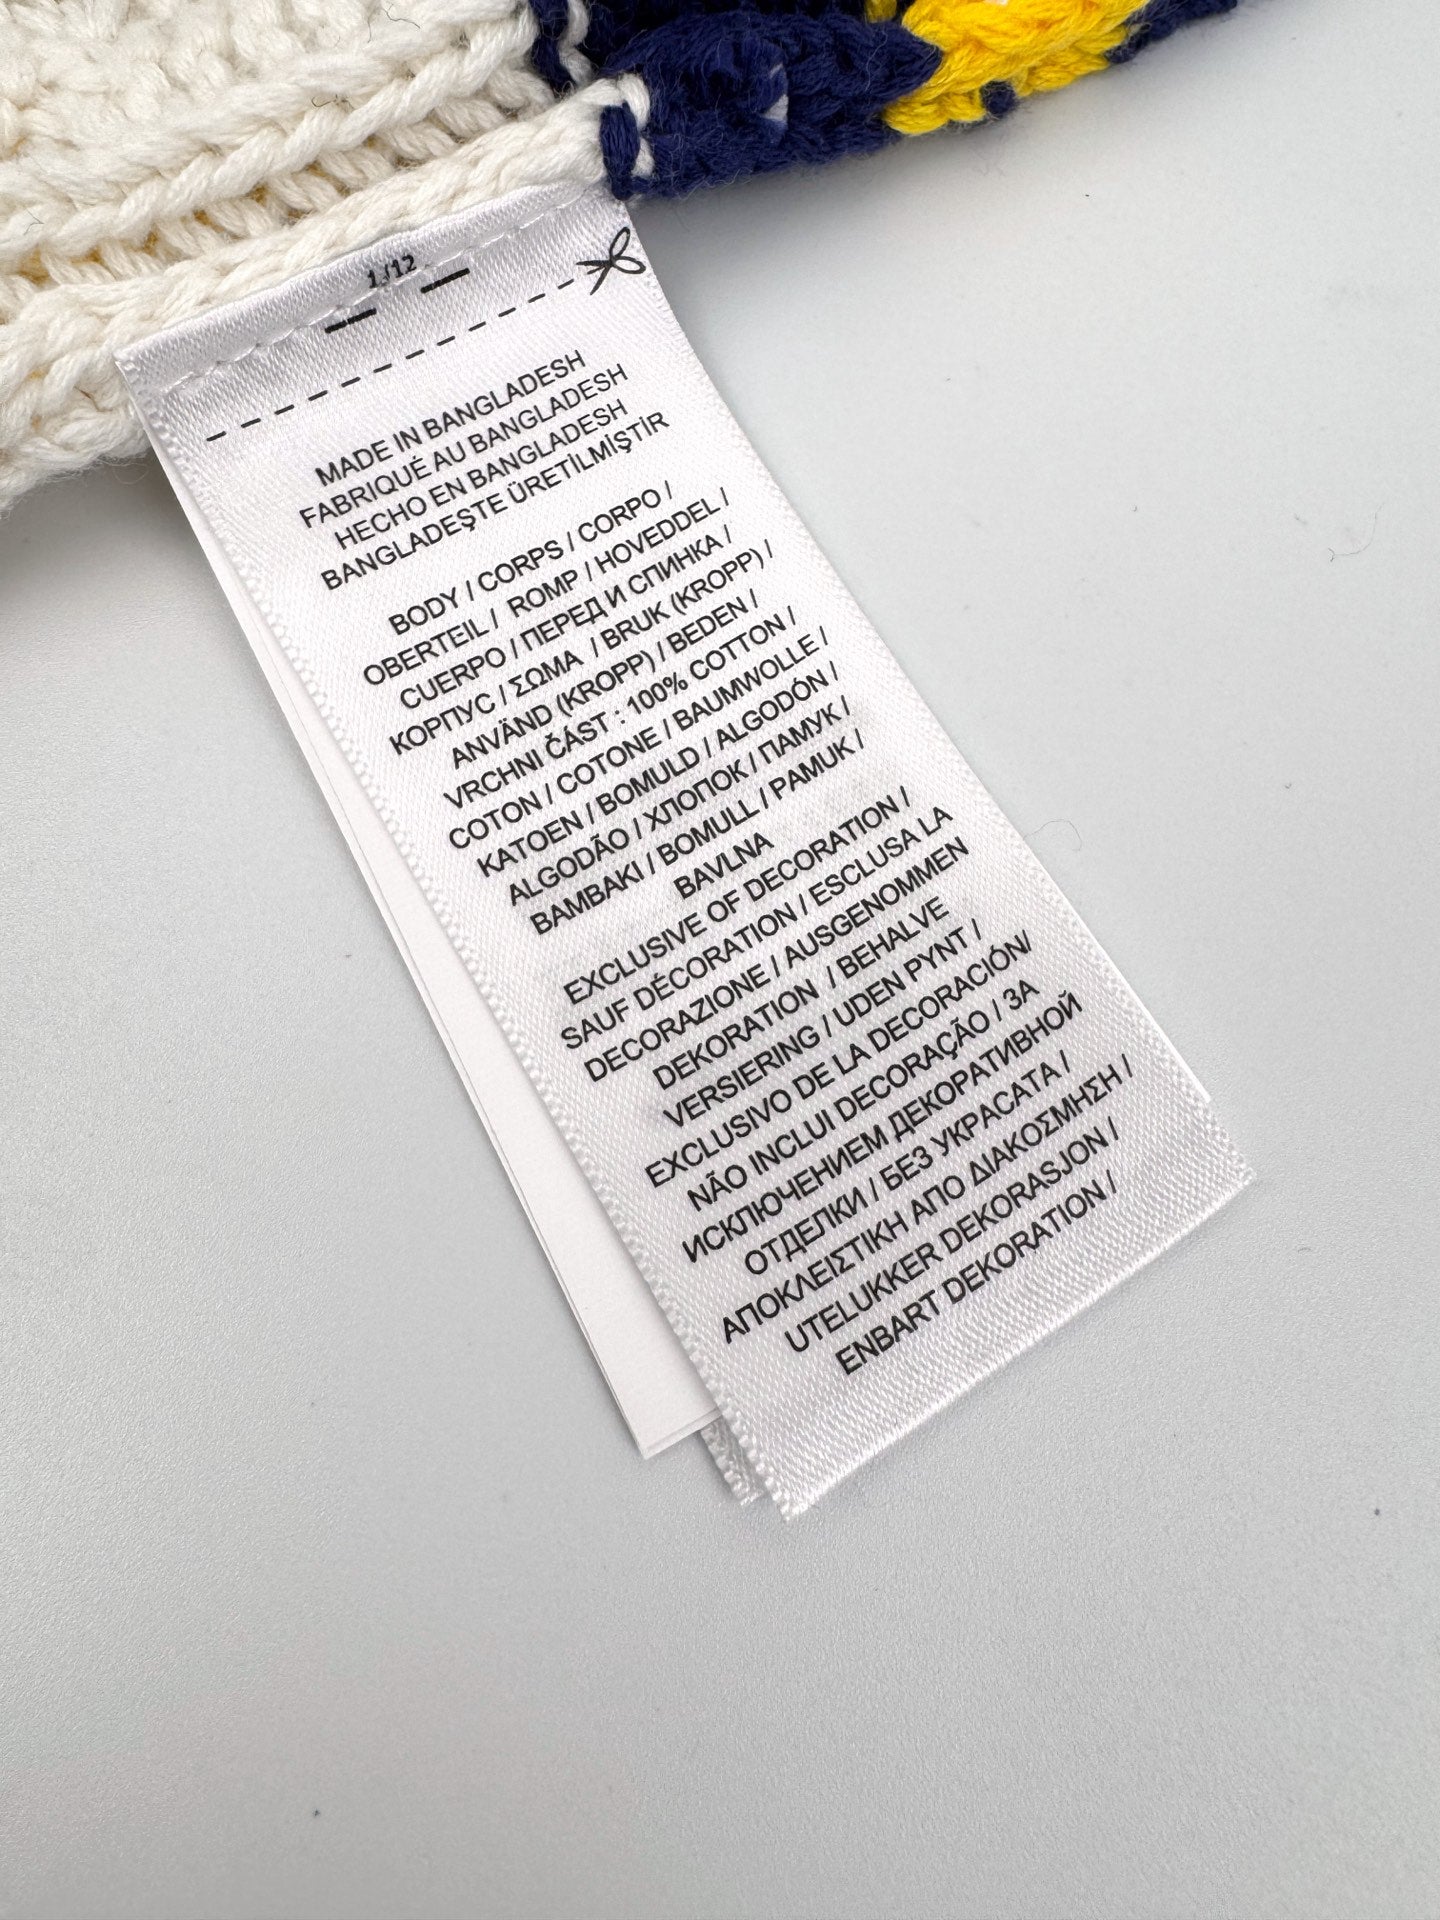 1/12
MADE IN BANGLADESH
FABRIQUÉ AU BANGLADESH
HECHO EN BANGLADESH
BANGLADEŞTE ÜRETİLMİŞTİR
BODY / CORPS / CORPO /
OBERTEIL / ROMP / HOVEDDEL /
CUERPO / ПЕРЕД И СПИНКА /
КОРПУС / ΣΩΜΑ / BRUK (KROPP) /
ANVÄND (KROPP) / BEDEN /
VRCHNI ČÁST : 100% COTTON /
COTON / COTONE / BAUMWOLLE /
KATOEN / BOMULD / ALGODÓN /
ALGODÃO / ХЛОПОК / ПАМУК /
BAMBAKI / BOMULL / PAMUK /
BAVLNA
EXCLUSIVE OF DECORATION /
SAUF DÉCORATION / ESCLUSA LA
DECORAZIONE / AUSGENOMMEN
DEKORATION / BEHALVE
VERSIERING / UDEN PYNT /
EXCLUSIVO DE LA DECORACIÓN/
NÃO INCLUI DECORAÇÃO / ЗА
ИСКЛЮЧЕНИЕМ ДЕКОРАТИВНОЙ
ОТДЕЛКИ / БЕЗ УКРАСАТА /
ΑΠΟΚΛΕΙΣΤΙΚΗ ΑΠΟ ΔΙΑΚΟΣΜΗΣΗ /
UTELUKKER DEKORASJON /
ENBART DEKORATION /